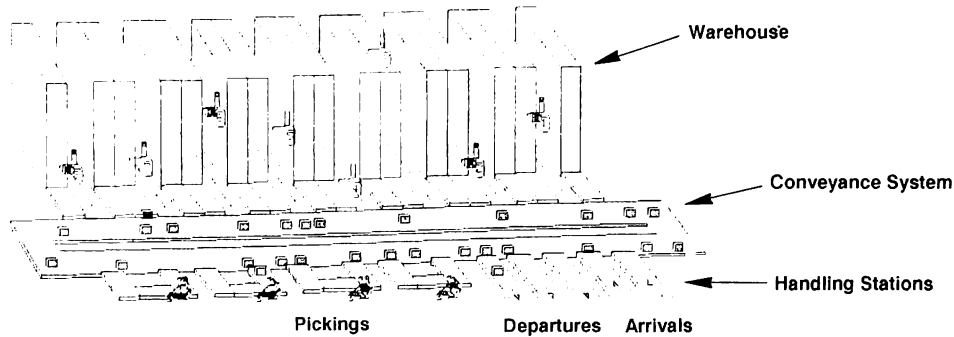 Warehouse
Conveyance System
Handling Stations
Pickings
Departures
Arrivals